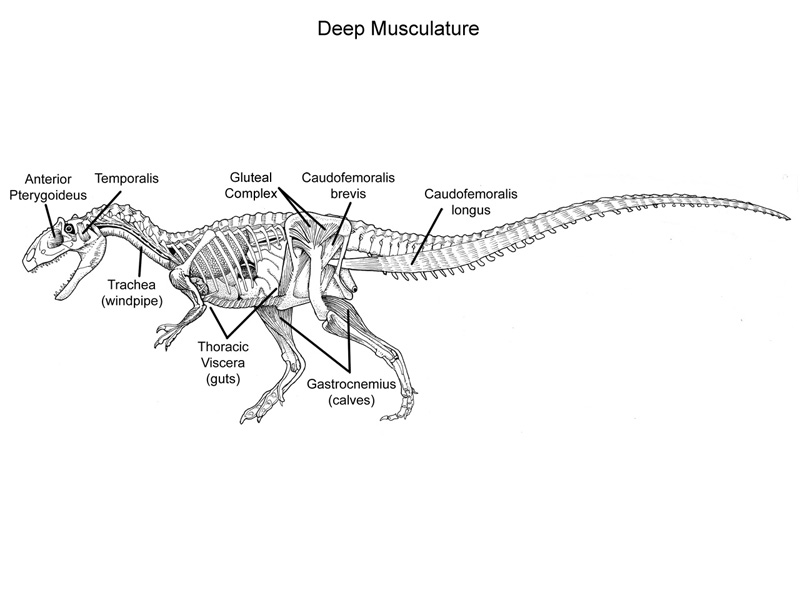 Deep Musculature
Anterior
Pterygoideus
Temporalis
Gluteal
Complex
Caudofemoralis
brevis
Caudofemoralis
longus
Trachea
(windpipe)
Thoracic
Viscera
(guts)
Gastrocnemius
(calves)